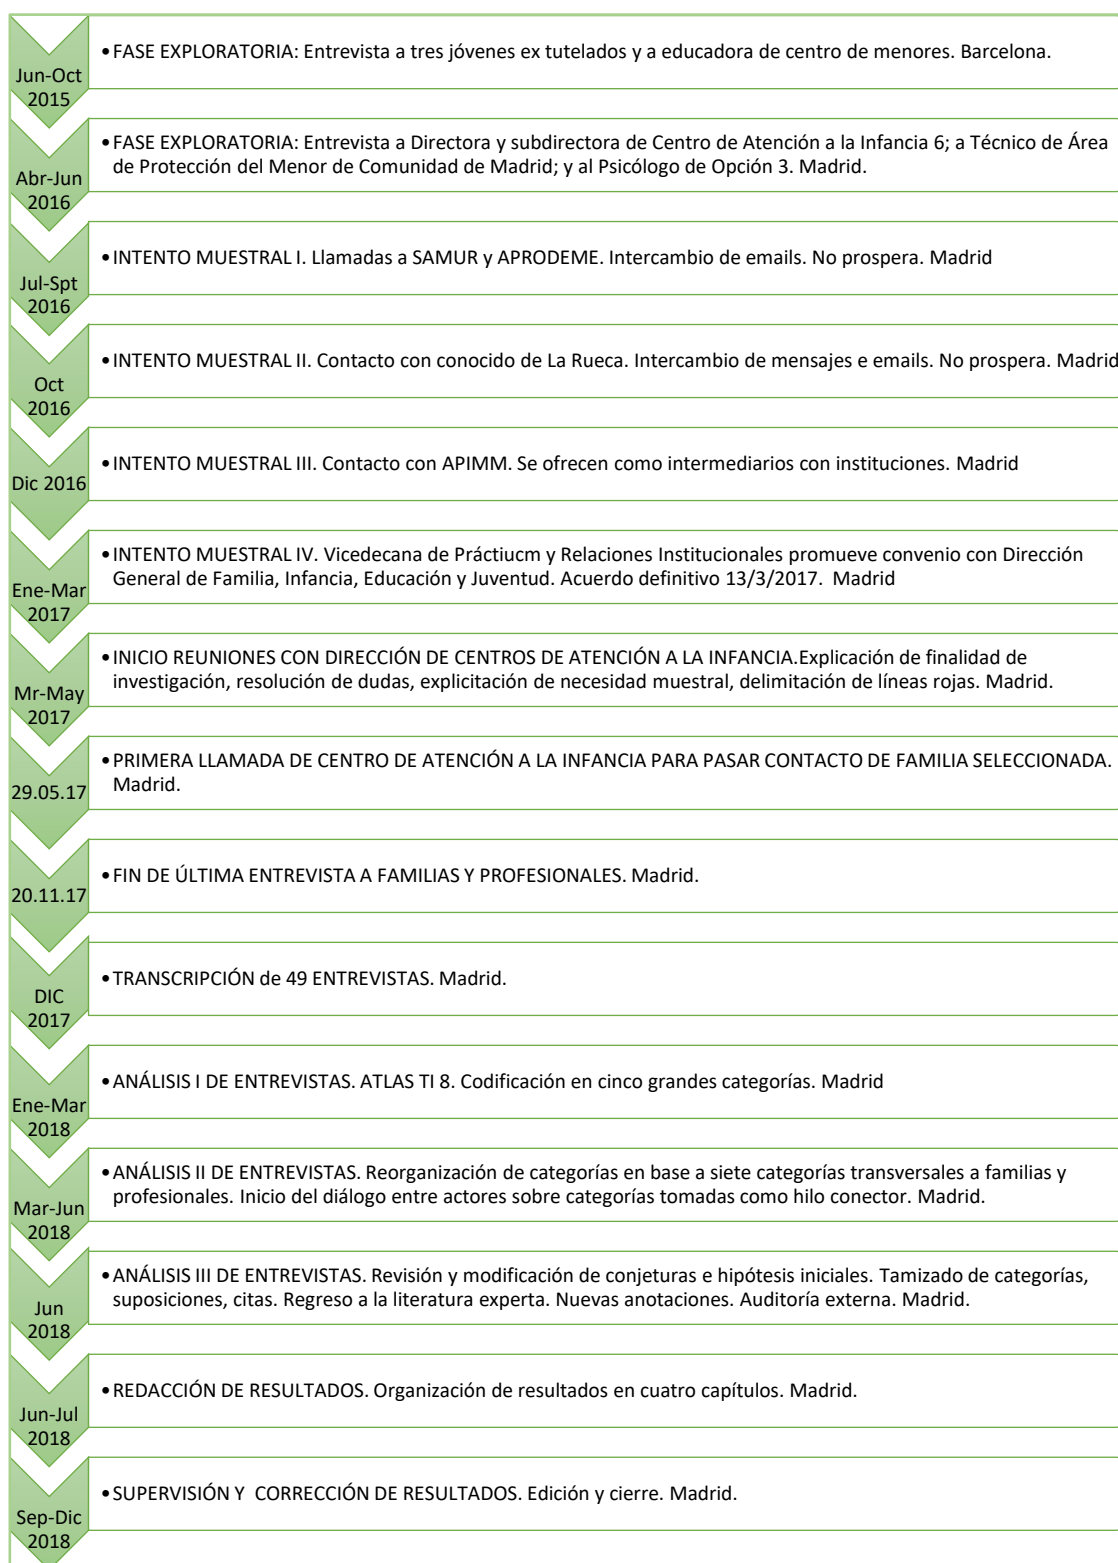 Jun-Oct
2015
•FASE EXPLORATORIA: Entrevista a tres jóvenes ex tutelados y a educadora de centro de menores. Barcelona.
Abr-Jun
2016
•FASE EXPLORATORIA: Entrevista a Directora y subdirectora de Centro de Atención a la Infancia 6; a Técnico de Área
de Protección del Menor de Comunidad de Madrid; y al Psicólogo de Opción 3. Madrid.
Jul-Spt
2016
•INTENTO MUESTRAL I. Llamadas a SAMUR y APRODEME. Intercambio de emails. No prospera. Madrid
Oct
2016
•INTENTO MUESTRAL II. Contacto con conocido de La Rueca. Intercambio de mensajes e emails. No prospera. Madrid
Dic 2016
•INTENTO MUESTRAL III. Contacto con APIMM. Se ofrecen como intermediarios con instituciones. Madrid
Ene-Mar
2017
•INTENTO MUESTRAL IV. Vicedecana de Práctiucm y Relaciones Institucionales promueve convenio con Dirección
General de Familia, Infancia, Educación y Juventud. Acuerdo definitivo 13/3/2017. Madrid
Mr-May
2017
•INICIO REUNIONES CON DIRECCIÓN DE CENTROS DE ATENCIÓN A LA INFANCIA.Explicación de finalidad de
investigación, resolución de dudas, explicitación de necesidad muestral, delimitación de líneas rojas. Madrid.
29.05.17
•PRIMERA LLAMADA DE CENTRO DE ATENCIÓN A LA INFANCIA PARA PASAR CONTACTO DE FAMILIA SELECCIONADA.
Madrid.
20.11.17
•FIN DE ÚLTIMA ENTREVISTA A FAMILIAS Y PROFESIONALES. Madrid.
DIC
2017
•TRANSCRIPCIÓN de 49 ENTREVISTAS. Madrid.
Ene-Mar
2018
•ANÁLISIS I DE ENTREVISTAS. ATLAS TI 8. Codificación en cinco grandes categorías. Madrid
Mar-Jun
2018
•ANÁLISIS II DE ENTREVISTAS. Reorganización de categorías en base a siete categorías transversales a familias y
profesionales. Inicio del diálogo entre actores sobre categorías tomadas como hilo conector. Madrid.
Jun
2018
•ANÁLISIS III DE ENTREVISTAS. Revisión y modificación de conjeturas e hipótesis iniciales. Tamizado de categorías,
suposiciones, citas. Regreso a la literatura experta. Nuevas anotaciones. Auditoría externa. Madrid.
Jun-Jul
2018
•REDACCIÓN DE RESULTADOS. Organización de resultados en cuatro capítulos. Madrid.
Sep-Dic
2018
•SUPERVISIÓN Y CORRECCIÓN DE RESULTADOS. Edición y cierre. Madrid.